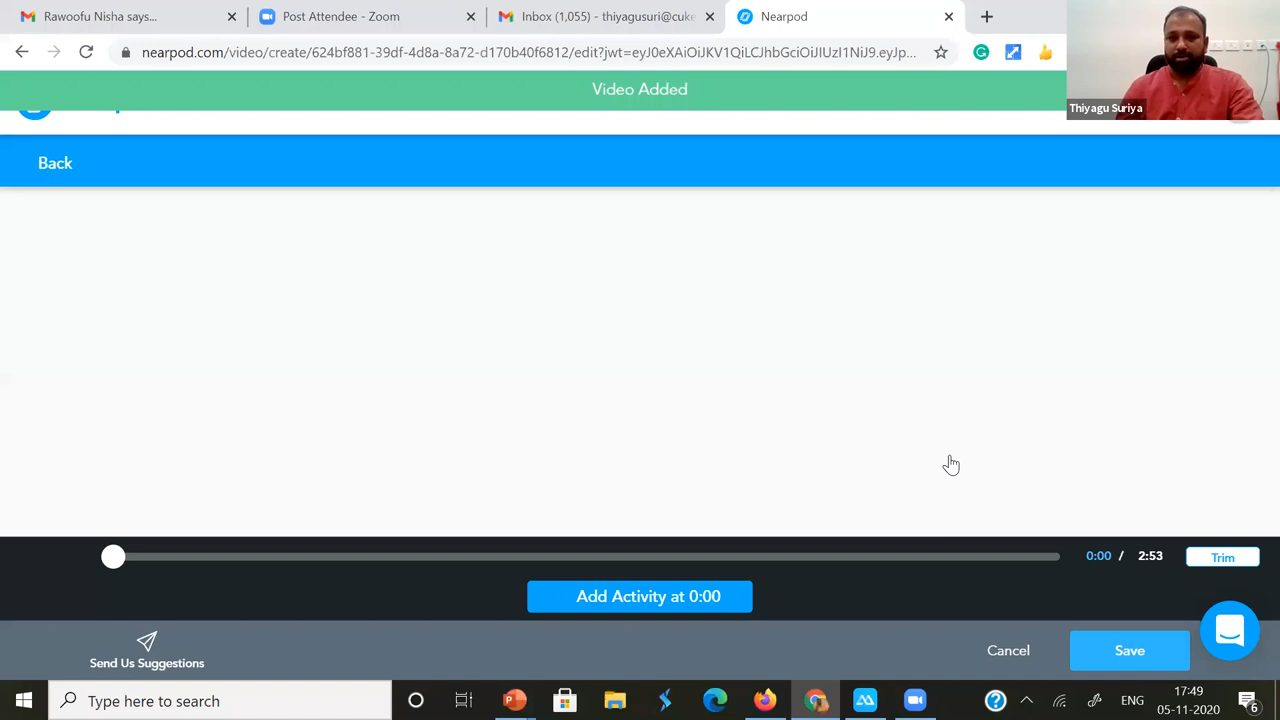 Rawoofu Nisha says...
Post Attendee - Zoom
Inbox (1,055) - thiyagusuri@cuke
Nearpod
nearpod.com/video/create/624bf881-39df-4d8a-8a72-d170b40f6812/edit?jwt=eyJ0eXAiOiJKV1QiLCJhbGciOiJIUzI1NiJ9.eyJp...
Thiyagu Suriya
Video Added
Back
0:00 / 2:53
Trim
Add Activity at 0:00
Send Us Suggestions
Cancel
Save
Type here to search
ENG
17:49
05-11-2020
6